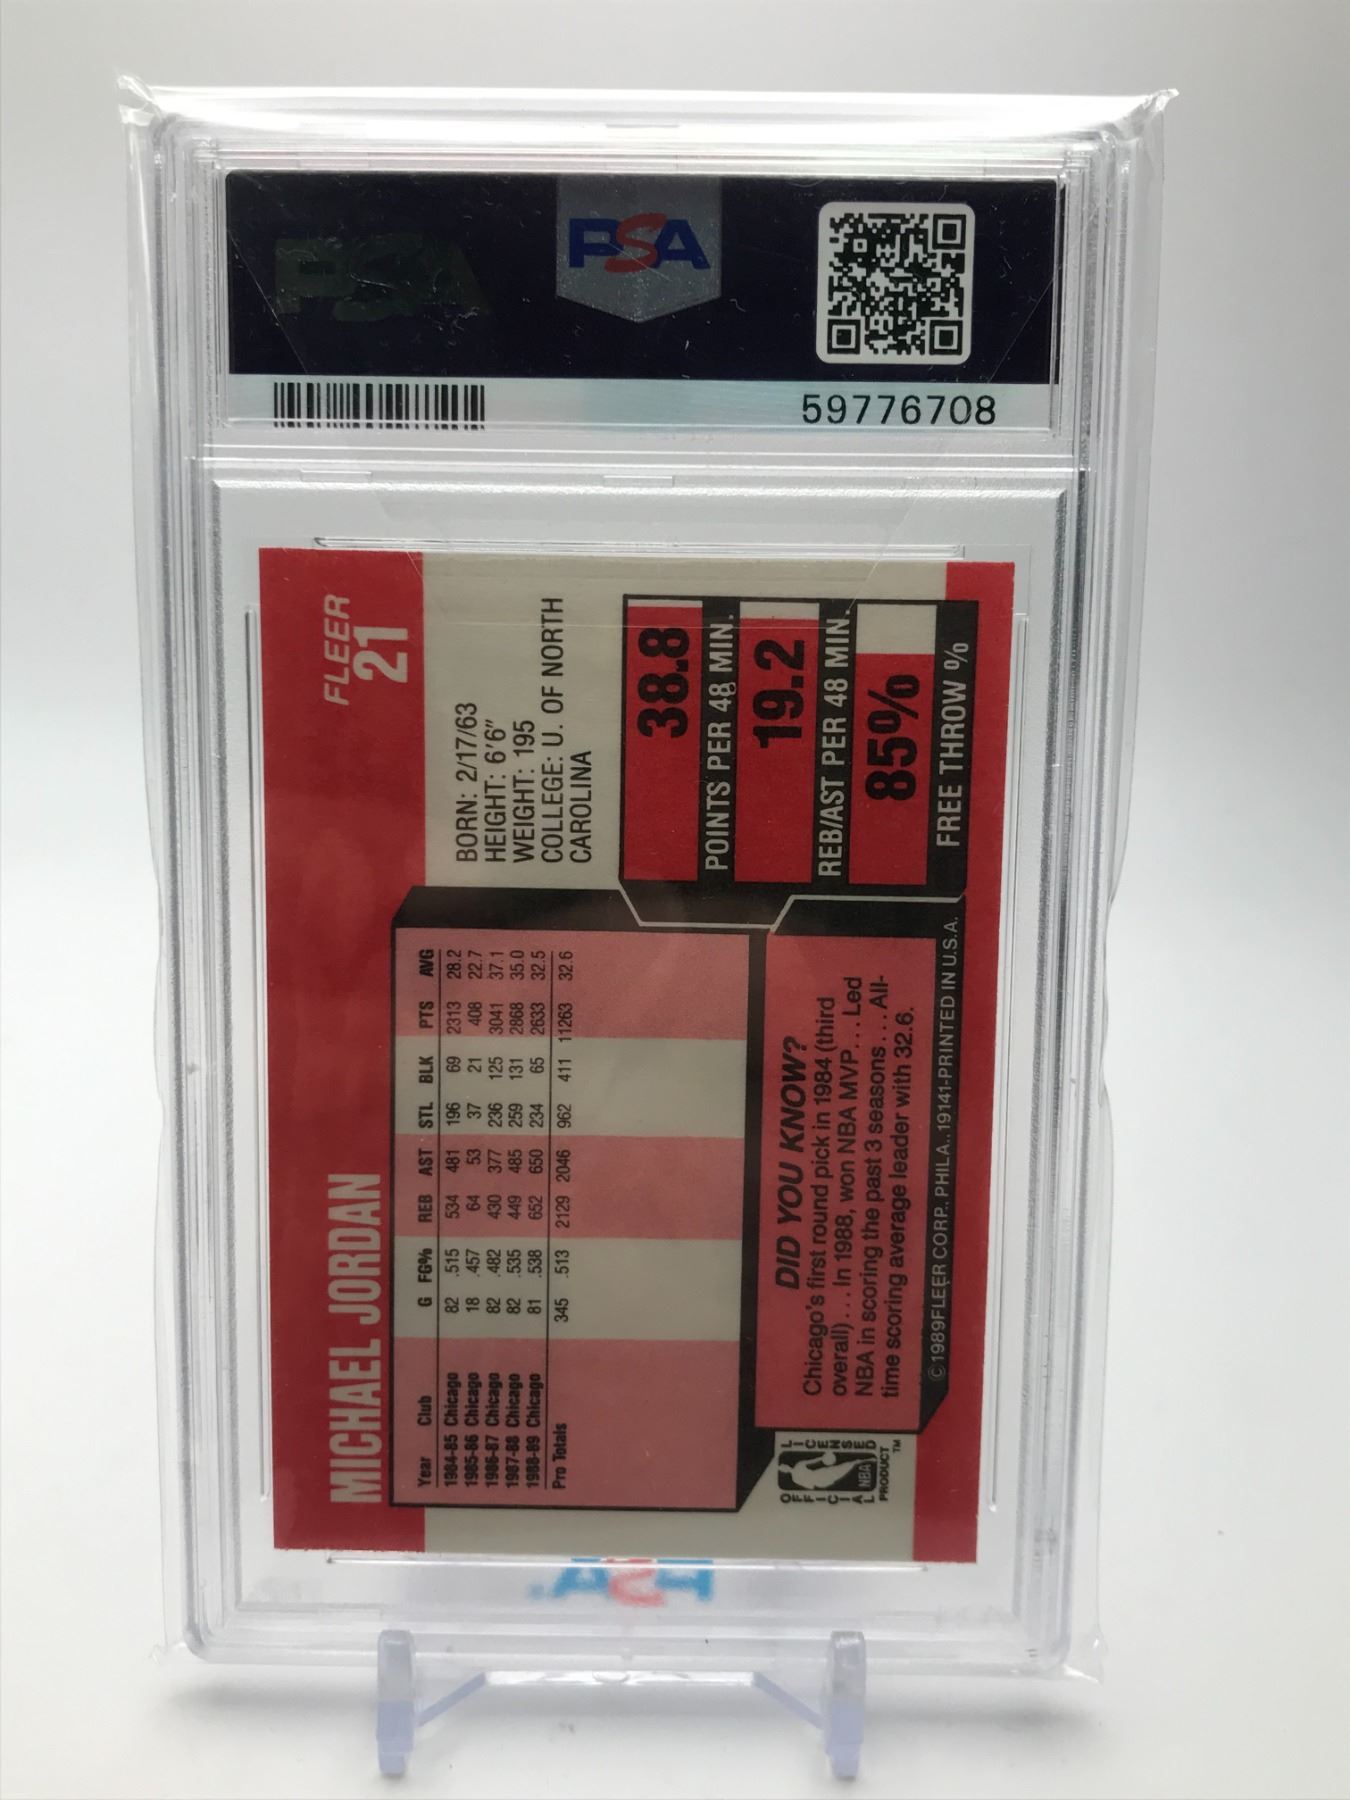 PSA
PSA
59776708
FLEER
21
MICHAEL JORDAN
BORN: 2/17/63
HEIGHT: 6'6"
WEIGHT: 195
COLLEGE: U. OF NORTH
CAROLINA
Year Club G FG% REB AST STL BLK PTS AVG
1984-85 Chicago 82 .515 534 481 196 69 2313 28.2
1985-86 Chicago 18 .457 64 53 37 21 408 22.7
1986-87 Chicago 82 .482 430 377 236 125 3041 37.1
1987-88 Chicago 82 .535 449 485 259 131 2868 35.0
1988-89 Chicago 81 .538 652 650 234 65 2633 32.5
Pro Totals 345 .513 2129 2046 962 411 11263 32.6
38.8
POINTS PER 48 MIN.
19.2
REB/AST PER 48 MIN.
85%
FREE THROW %
DID YOU KNOW?
Chicago's first round pick in 1984 (third
overall) . . . In 1988, won NBA MVP . . . Led
NBA in scoring the past 3 seasons . . . All-
time scoring average leader with 32.6.
OFFICIAL LICENSED
NBA
PRODUCT TM
©1989 FLEER CORP., PHILA., 19141-PRINTED IN U.S.A.
PSA